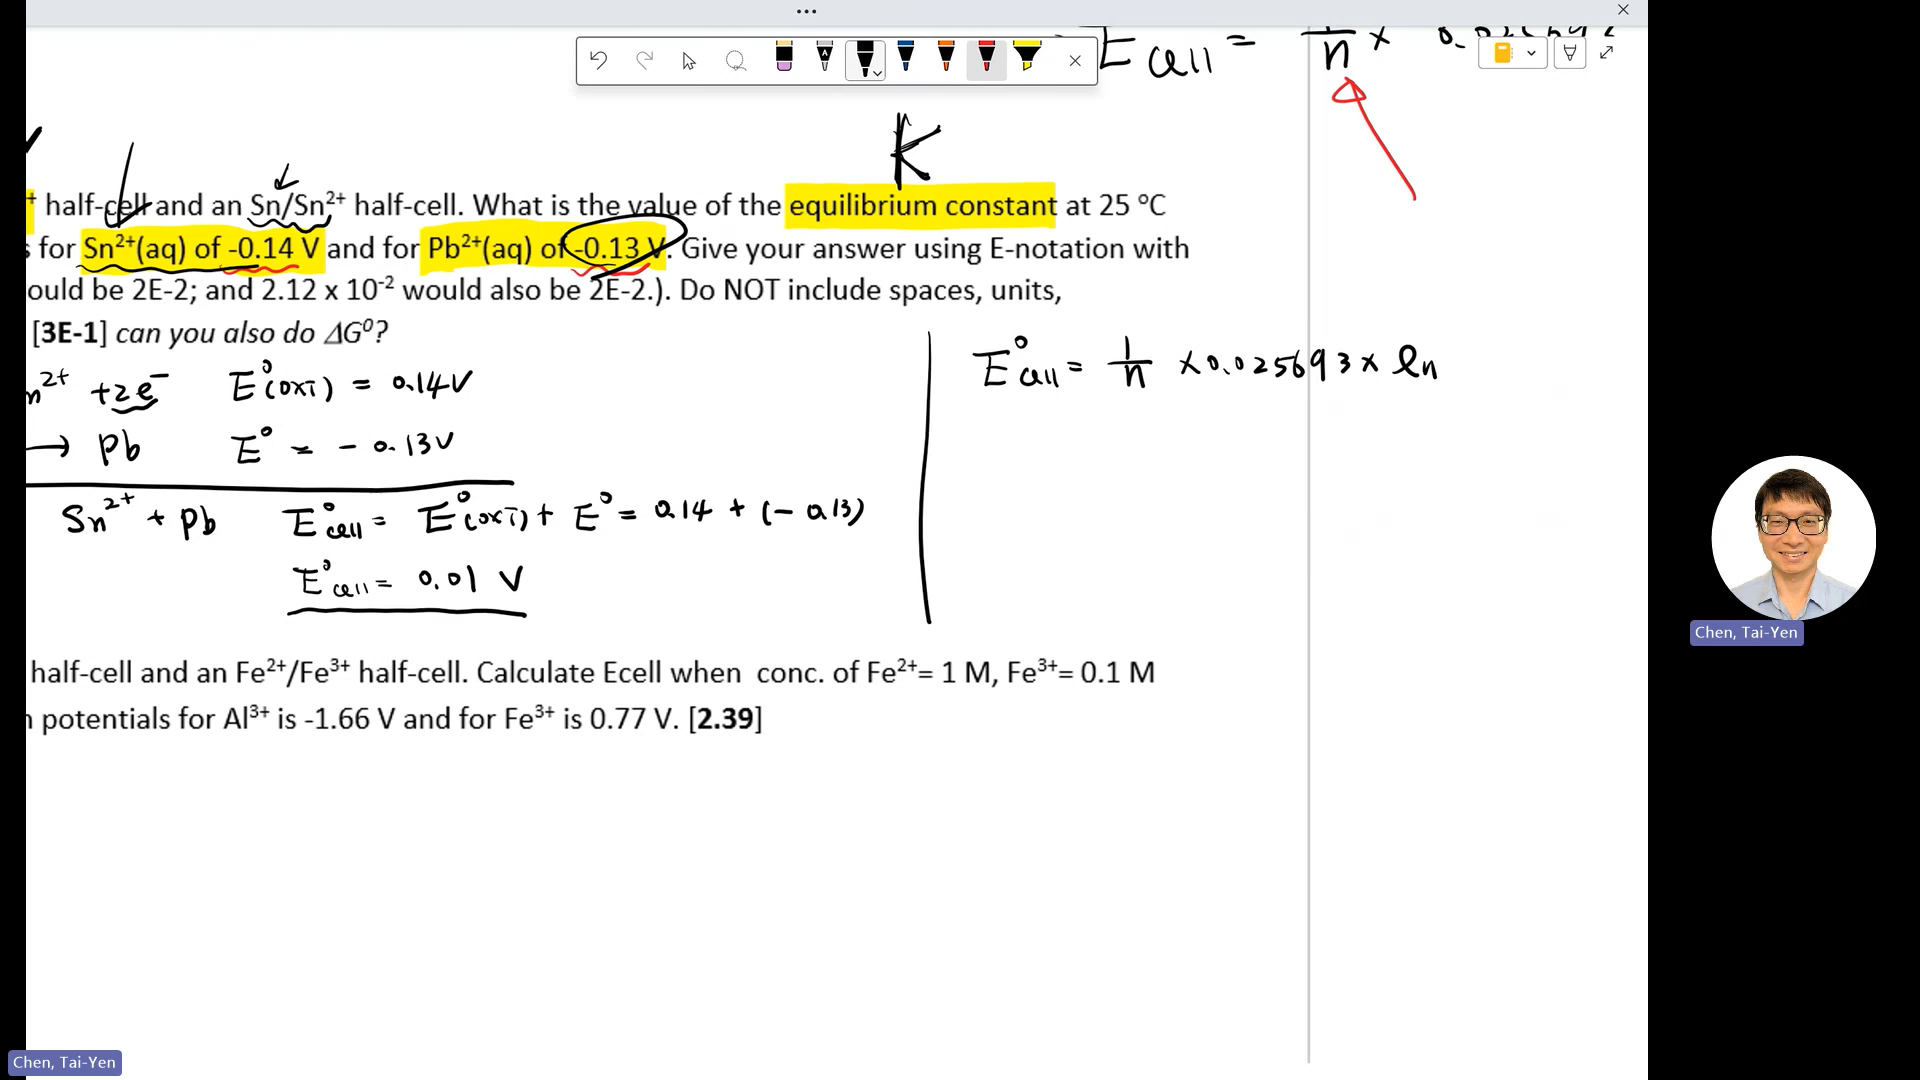 E cell = 1/n ×
K
+ half-cell and an Sn/Sn²⁺ half-cell. What is the value of the equilibrium constant at 25 °C
s for Sn²⁺(aq) of -0.14 V and for Pb²⁺(aq) of -0.13 V. Give your answer using E-notation with
ould be 2E-2; and 2.12 x 10⁻² would also be 2E-2.). Do NOT include spaces, units,
[3E-1] can you also do ΔG⁰?
n²⁺ + 2e⁻ E°(oxi) = 0.14V
→ Pb E° = - 0.13V
Sn²⁺ + Pb E°cell = E°(oxi) + E° = 0.14 + (- 0.13)
E°cell = 0.01 V
E°cell = 1/n × 0.025693 × ln
half-cell and an Fe²⁺/Fe³⁺ half-cell. Calculate Ecell when conc. of Fe²⁺= 1 M, Fe³⁺= 0.1 M
n potentials for Al³⁺ is -1.66 V and for Fe³⁺ is 0.77 V. [2.39]
Chen, Tai-Yen
Chen, Tai-Yen